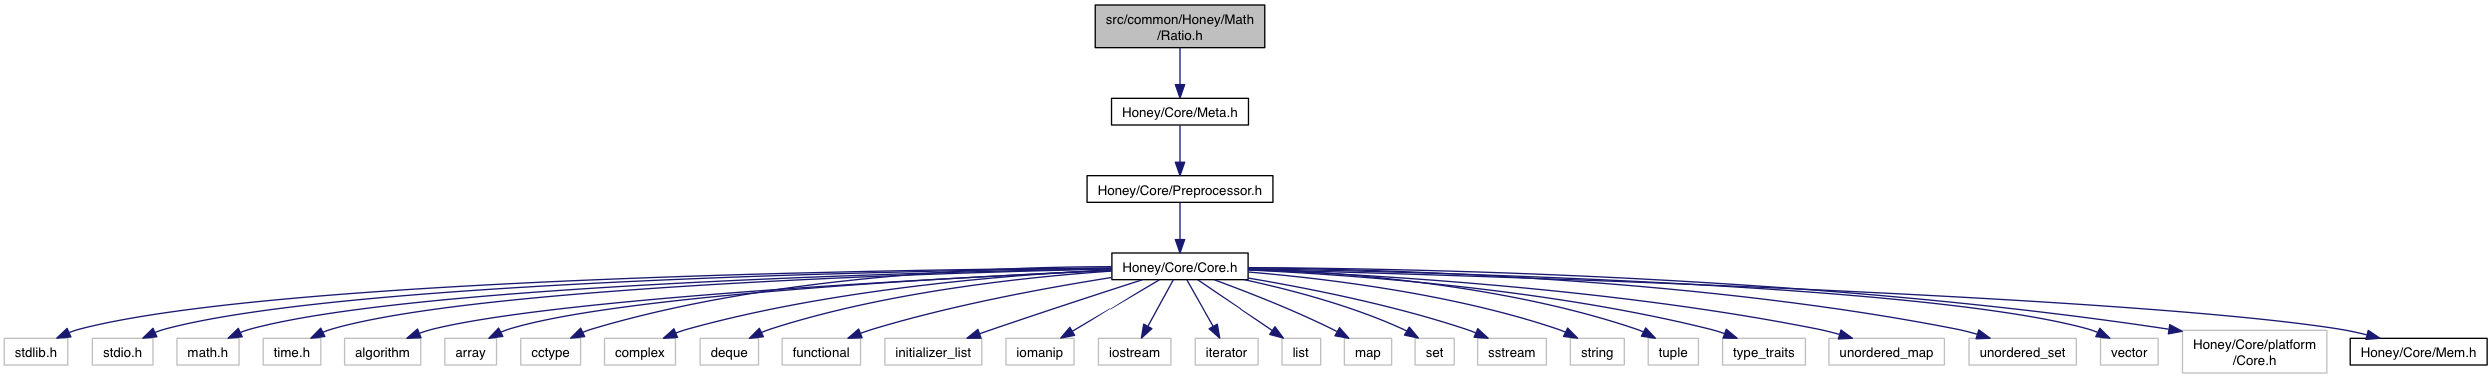 src/common/Honey/Math
/Ratio.h
Honey/Core/Meta.h
Honey/Core/Preprocessor.h
Honey/Core/Core.h
stdlib.h
stdio.h
math.h
time.h
algorithm
array
cctype
complex
deque
functional
initializer_list
iomanip
iostream
iterator
list
map
set
sstream
string
tuple
type_traits
unordered_map
unordered_set
vector
Honey/Core/platform
/Core.h
Honey/Core/Mem.h